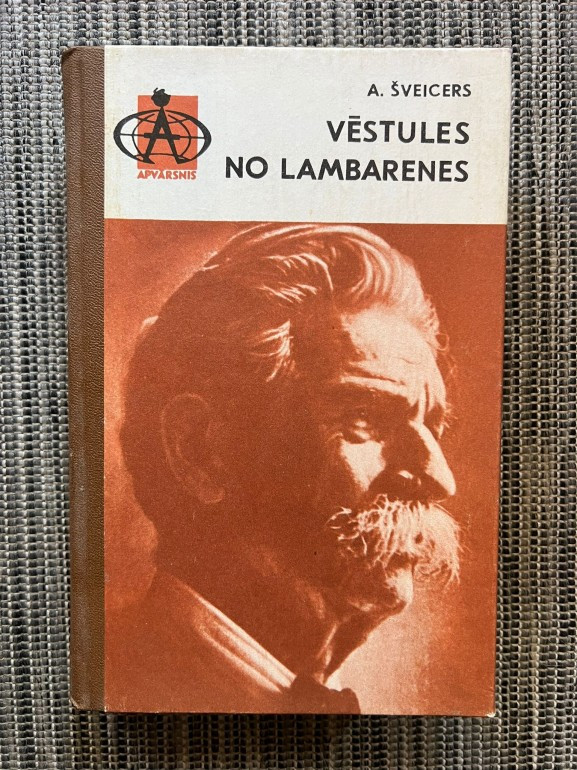 A. ŠVEICERS
VĒSTULES
NO LAMBARENES
A
APVĀRSNIS